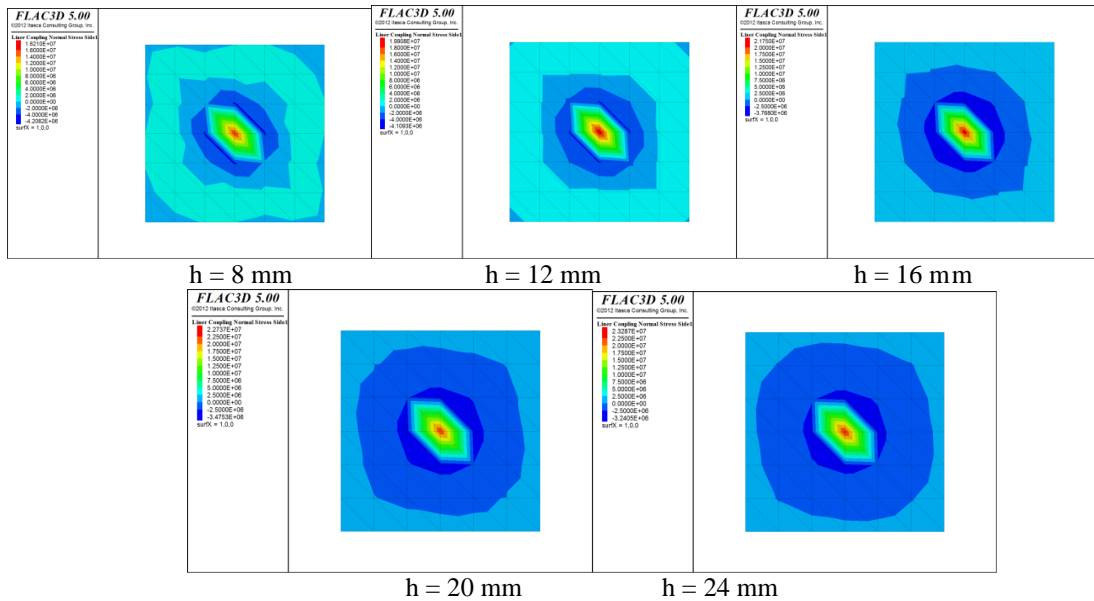 FLAC3D 5.00
©2012 Itasca Consulting Group, Inc.
Liner Coupling Normal Stress Side1
1.6210E+07
1.6000E+07
1.4000E+07
1.2000E+07
1.0000E+07
8.0000E+06
6.0000E+06
4.0000E+06
2.0000E+06
0.0000E+00
-2.0000E+06
-4.0000E+06
-4.2082E+06
surfX = 1,0,0
h = 8 mm
FLAC3D 5.00
©2012 Itasca Consulting Group, Inc.
Liner Coupling Normal Stress Side1
1.9908E+07
1.8000E+07
1.6000E+07
1.4000E+07
1.2000E+07
1.0000E+07
8.0000E+06
6.0000E+06
4.0000E+06
2.0000E+06
0.0000E+00
-2.0000E+06
-4.0000E+06
-4.1093E+06
surfX = 1,0,0
h = 12 mm
FLAC3D 5.00
©2012 Itasca Consulting Group, Inc.
Liner Coupling Normal Stress Side1
2.1750E+07
2.0000E+07
1.7500E+07
1.5000E+07
1.2500E+07
1.0000E+07
7.5000E+06
5.0000E+06
2.5000E+06
0.0000E+00
-2.5000E+06
-3.7680E+06
surfX = 1,0,0
h = 16 mm
FLAC3D 5.00
©2012 Itasca Consulting Group, Inc.
Liner Coupling Normal Stress Side1
2.2737E+07
2.2500E+07
2.0000E+07
1.7500E+07
1.5000E+07
1.2500E+07
1.0000E+07
7.5000E+06
5.0000E+06
2.5000E+06
0.0000E+00
-2.5000E+06
-3.4753E+06
surfX = 1,0,0
h = 20 mm
FLAC3D 5.00
©2012 Itasca Consulting Group, Inc.
Liner Coupling Normal Stress Side1
2.3287E+07
2.2500E+07
2.0000E+07
1.7500E+07
1.5000E+07
1.2500E+07
1.0000E+07
7.5000E+06
5.0000E+06
2.5000E+06
0.0000E+00
-2.5000E+06
-3.2405E+06
surfX = 1,0,0
h = 24 mm